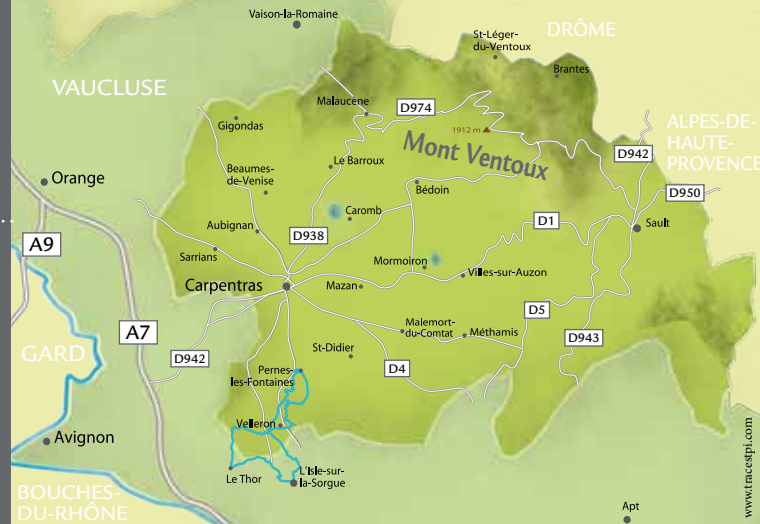 Vaison-la-Romaine
DRÔME
St-Léger-
du-Ventoux
Brantes
VAUCLUSE
Malaucene
D974
Gigondas
1912 m
Mont Ventoux
ALPES-DE-
HAUTE-
PROVENCE
D942
Le Barroux
Orange
Beaumes-
de-Venise
Bédoin
D950
Caromb
D1
Sault
Aubignan
D938
A9
Sarrians
Mormoiron
Villes-sur-Auzon
Carpentras
Mazan
D5
A7
Malemort-
du-Comtat
Méthamis
D943
GARD
D942
St-Didier
D4
Pernes-
les-Fontaines
Velleron
Avignon
Le Thor
L'Isle-sur-
la-Sorgue
BOUCHES-
DU-RHÔNE
Apt
www.tracestpi.com